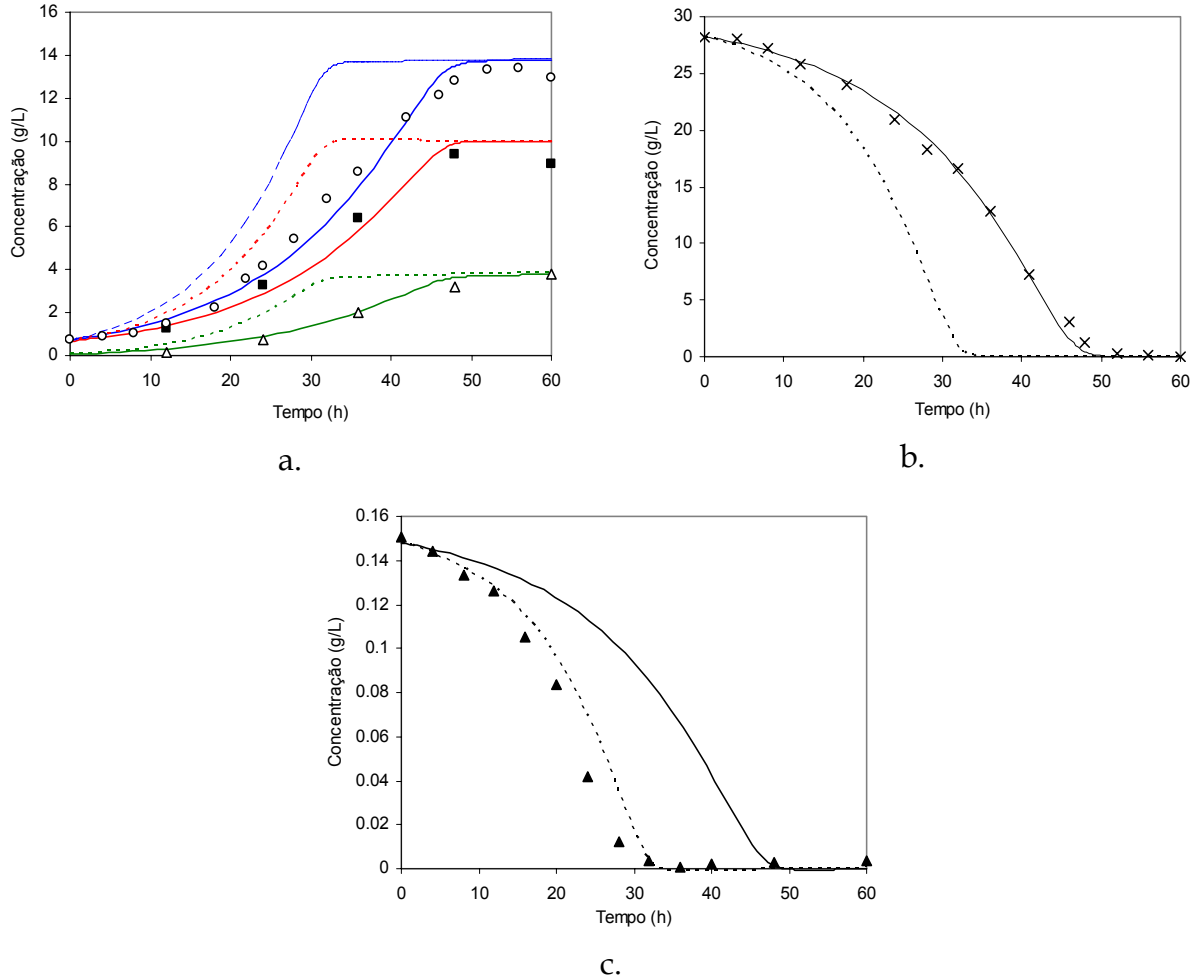 16
14
12
10
8
6
4
2
0
Concentração (g/L)
0 10 20 30 40 50 60
Tempo (h)
a.
30
25
20
15
10
5
0
Concentração (g/L)
0 10 20 30 40 50 60
Tempo (h)
b.
0.16
0.14
0.12
0.1
0.08
0.06
0.04
0.02
0
Concentração (g/L)
0 10 20 30 40 50 60
Tempo (h)
c.